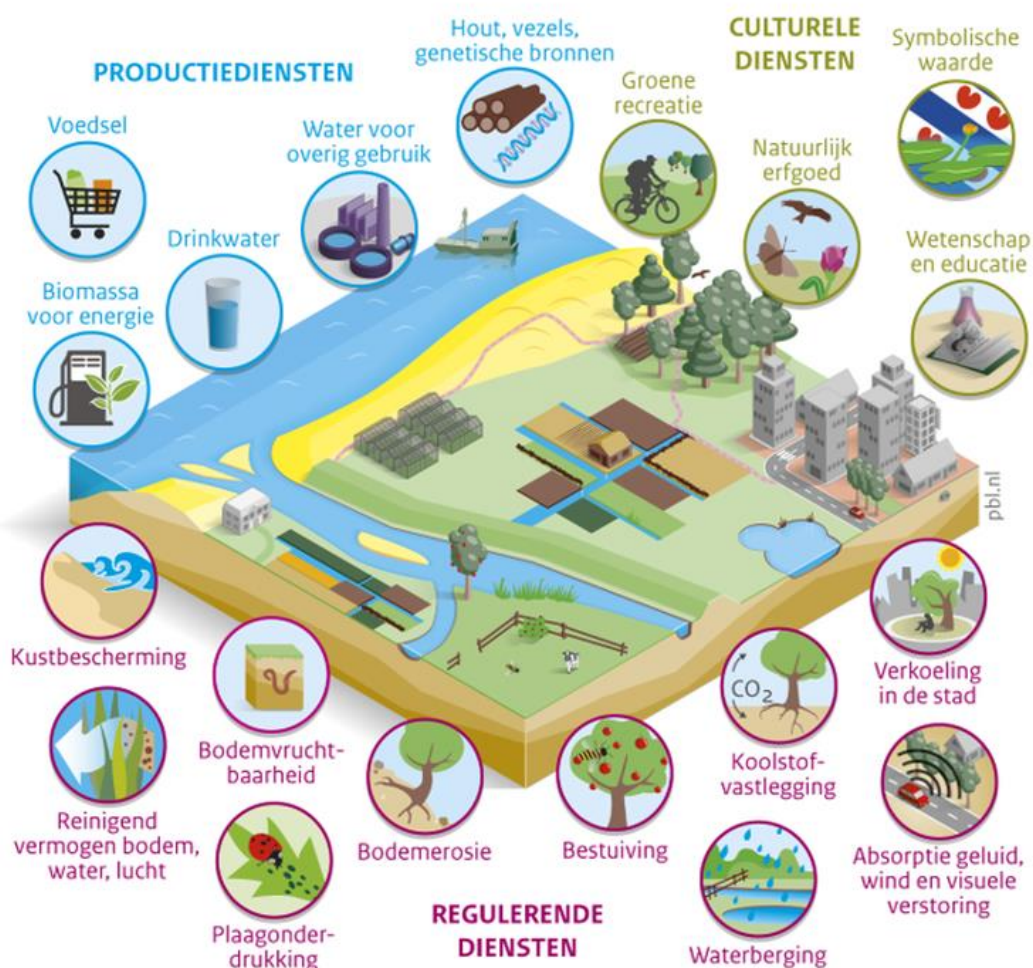 PRODUCTIEDIENSTEN
Voedsel
Biomassa
voor energie
Drinkwater
Water voor
overig gebruik
Hout, vezels,
genetische bronnen
CULTURELE
DIENSTEN
Groene
recreatie
Natuurlijk
erfgoed
Symbolische
waarde
Wetenschap
en educatie
pbl.nl
Kustbescherming
Reinigend
vermogen bodem,
water, lucht
Bodemvrucht-
baarheid
Plaagonder-
drukking
Bodemerosie
Bestuiving
Koolstof-
vastlegging
CO₂
Waterberging
Verkoeling
in de stad
Absorptie geluid,
wind en visuele
verstoring
REGULERENDE
DIENSTEN